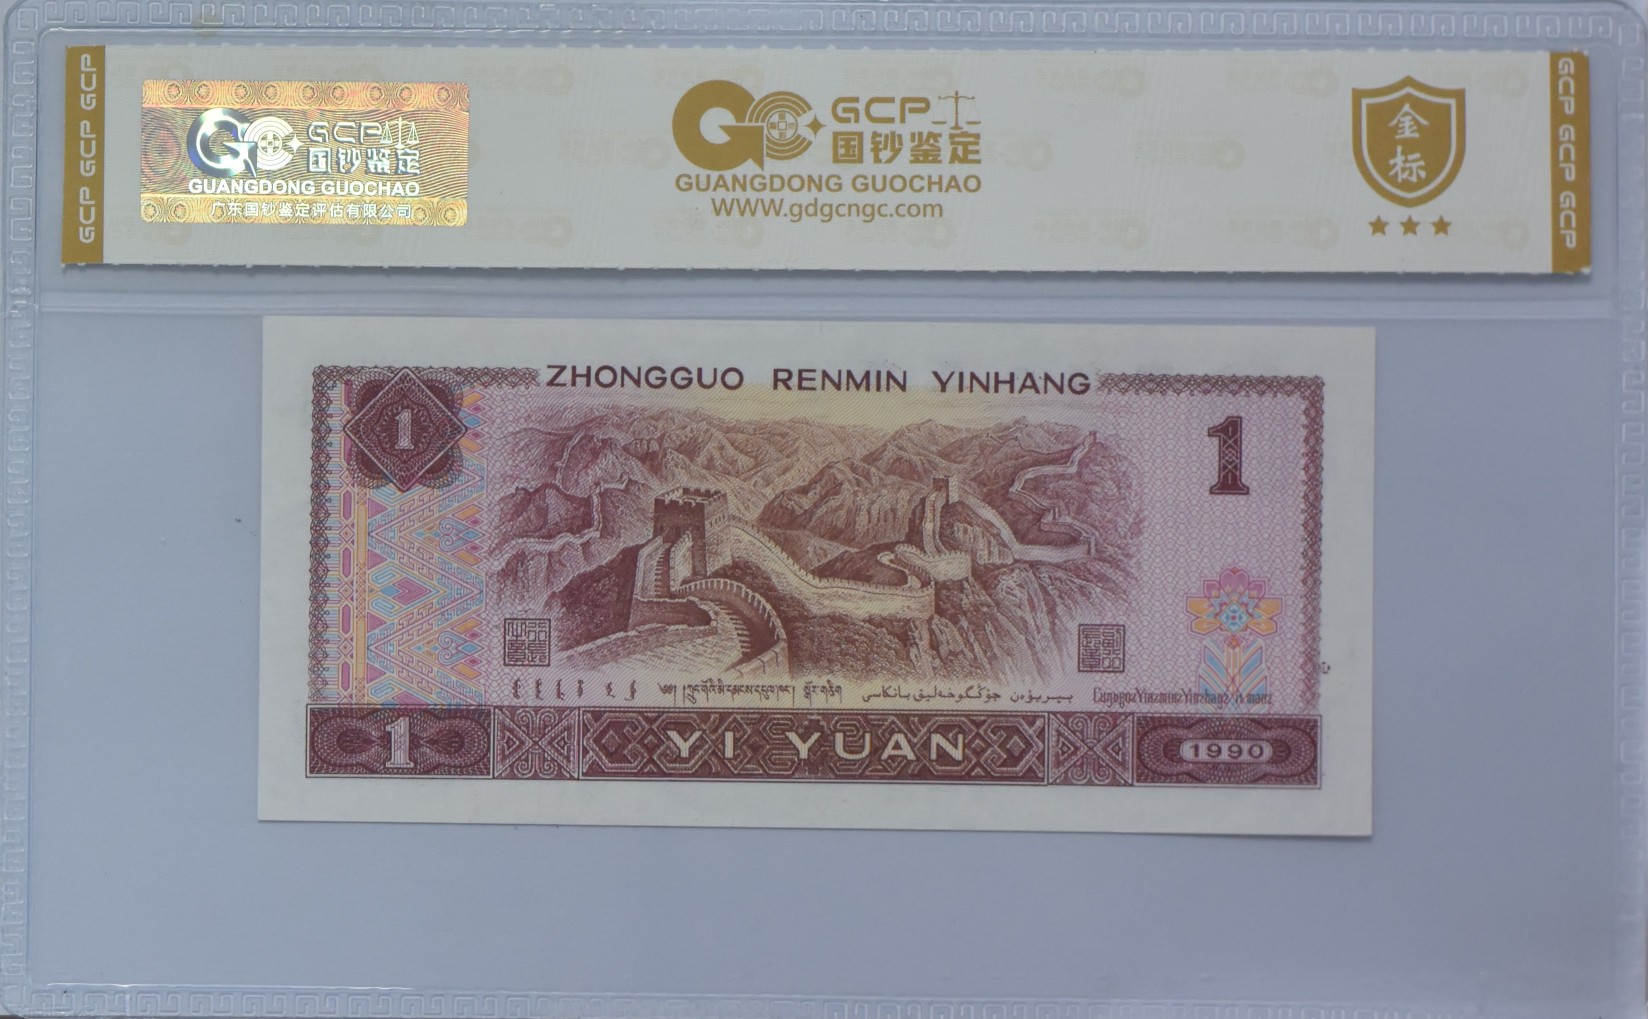 GCP GCP GCP
GCP 国钞鉴定
GUANGDONG GUOCHAO
广东国钞鉴定评估有限公司
GCP
国钞鉴定
GUANGDONG GUOCHAO
www.gdgcngc.com
金标
GCP GCP GCP
ZHONGGUO RENMIN YINHANG
1
1
1
YI YUAN
1990